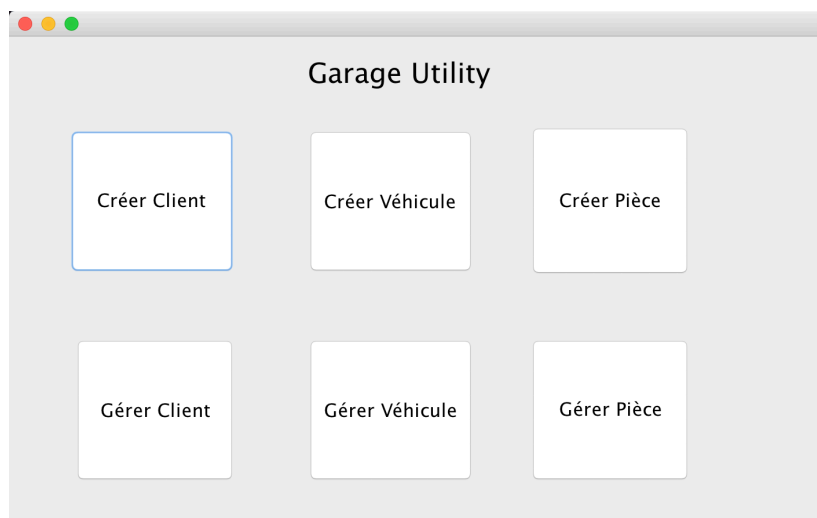 Garage Utility
Créer Client
Créer Véhicule
Créer Pièce
Gérer Client
Gérer Véhicule
Gérer Pièce